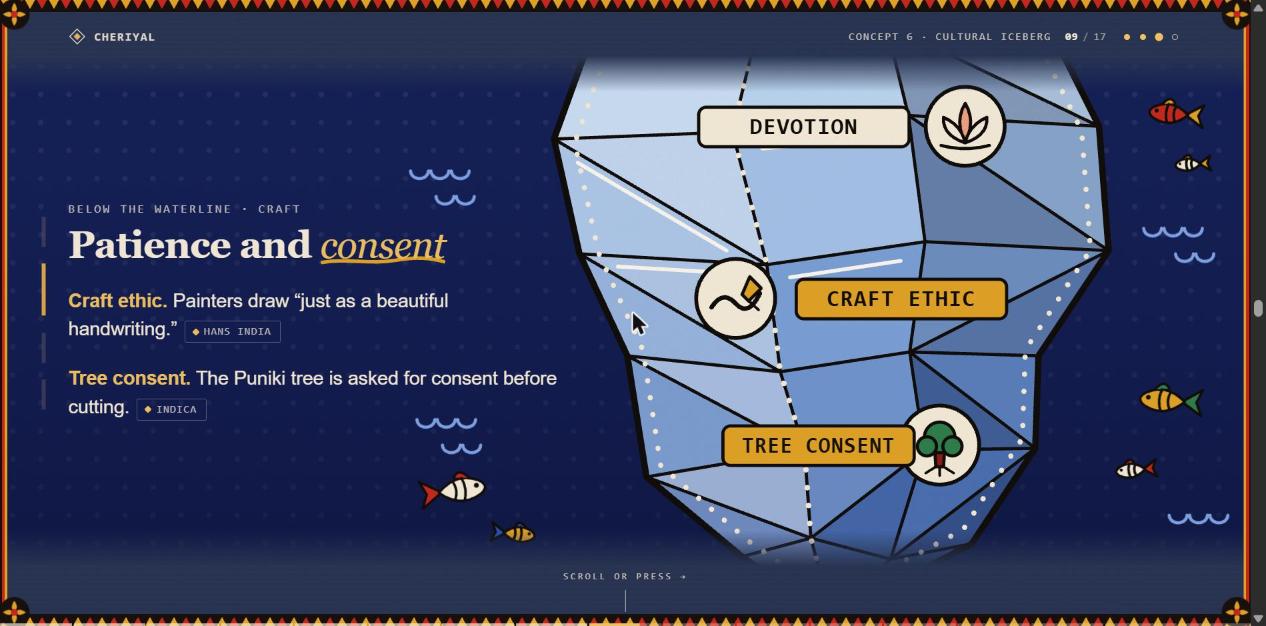 CHERIYAL
CONCEPT 6 · CULTURAL ICEBERG 09 / 17
DEVOTION
BELOW THE WATERLINE · CRAFT
Patience and consent
Craft ethic. Painters draw “just as a beautiful
handwriting.” ◆ HANS INDIA
CRAFT ETHIC
Tree consent. The Puniki tree is asked for consent before
cutting. ◆ INDICA
TREE CONSENT
SCROLL OR PRESS →